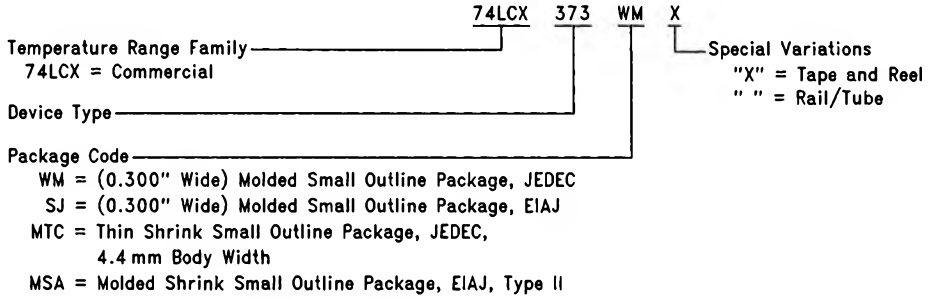 74LCX 373 WM X
Temperature Range Family
74LCX = Commercial
Special Variations
"X" = Tape and Reel
" " = Rail/Tube
Device Type
Package Code
WM = (0.300" Wide) Molded Small Outline Package, JEDEC
SJ = (0.300" Wide) Molded Small Outline Package, EIAJ
MTC = Thin Shrink Small Outline Package, JEDEC,
4.4 mm Body Width
MSA = Molded Shrink Small Outline Package, EIAJ, Type II